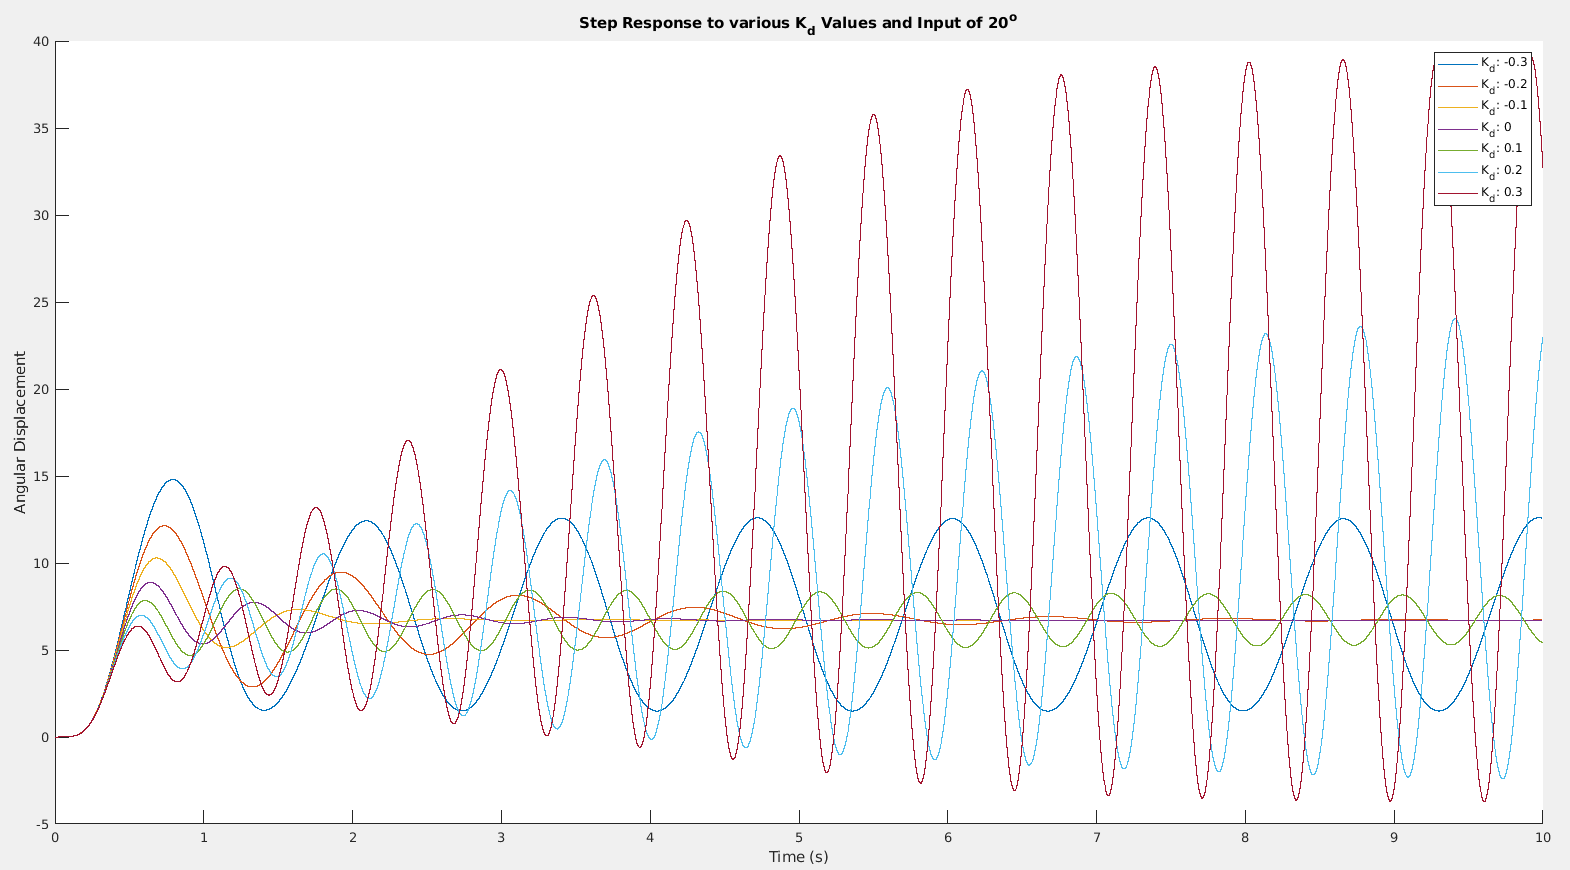 Step Response to various Kd Values and Input of 20o
40
35
30
25
20
15
10
5
0
-5
Angular Displacement
Kd: -0.3
Kd: -0.2
Kd: -0.1
Kd: 0
Kd: 0.1
Kd: 0.2
Kd: 0.3
0 1 2 3 4 5 6 7 8 9 10
Time (s)